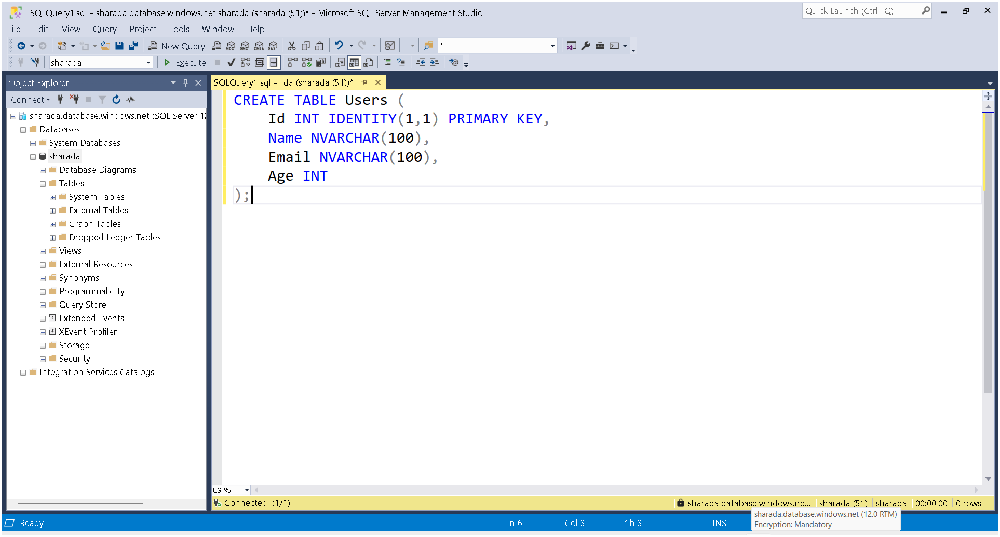 SQLQuery1.sql - sharada.database.windows.net.sharada (sharada (51))* - Microsoft SQL Server Management Studio
Quick Launch (Ctrl+Q)
File Edit View Query Project Tools Window Help
New Query MDX DMX XMLA DAX "
sharada Execute
Object Explorer
Connect
sharada.database.windows.net (SQL Server 12
Databases
System Databases
sharada
Database Diagrams
Tables
System Tables
External Tables
Graph Tables
Dropped Ledger Tables
Views
External Resources
Synonyms
Programmability
Query Store
Extended Events
XEvent Profiler
Storage
Security
Integration Services Catalogs
SQLQuery1.sql -...da (sharada (51))*
CREATE TABLE Users (
Id INT IDENTITY(1,1) PRIMARY KEY,
Name NVARCHAR(100),
Email NVARCHAR(100),
Age INT
);
89 %
Connected. (1/1) sharada.database.windows.ne... sharada (51) sharada 00:00:00 0 rows
Ready Ln 6 Col 3 Ch 3 INS
sharada.database.windows.net (12.0 RTM)
Encryption: Mandatory